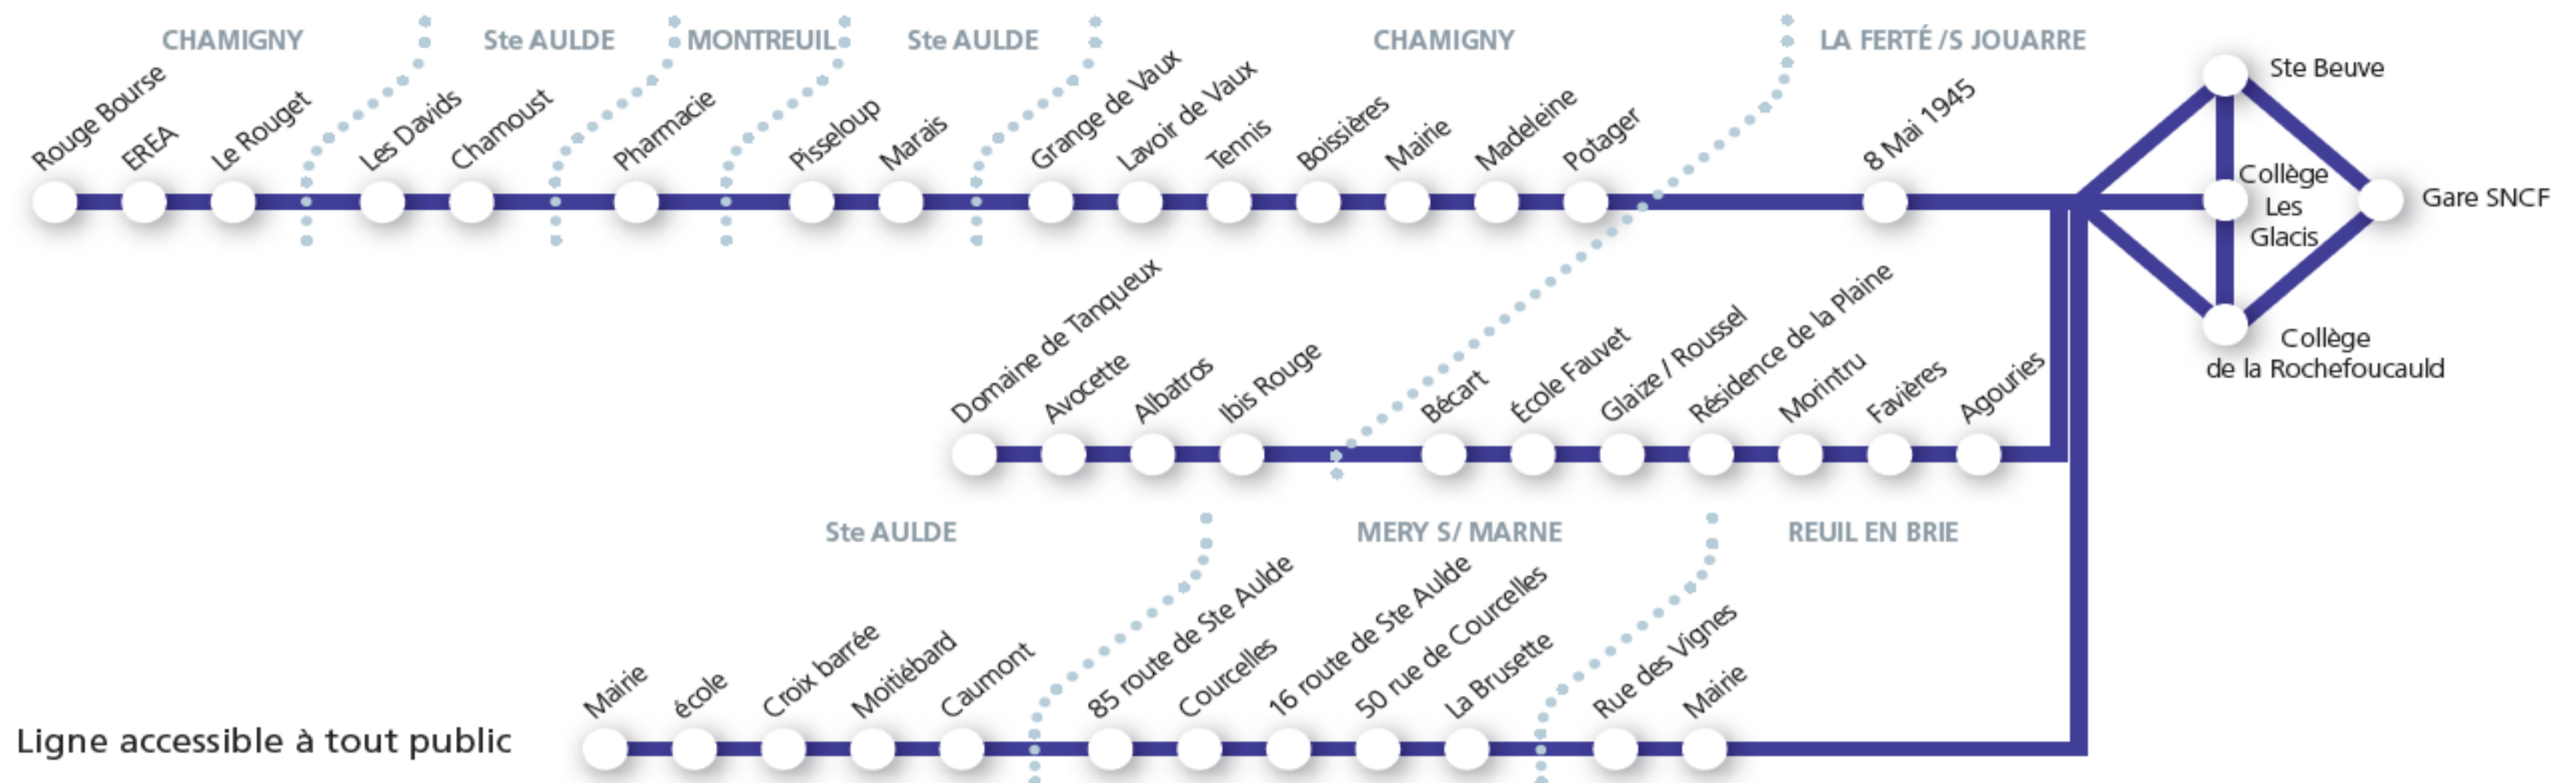 CHAMIGNY
Ste AULDE
MONTREUIL
Ste AULDE
CHAMIGNY
LA FERTÉ /S JOUARRE
Rouge Bourse
EREA
Le Rouget
Les Davids
Chamoust
Pharmacie
Pisseloup
Marais
Grange de Vaux
Lavoir de Vaux
Tennis
Boissières
Mairie
Madeleine
Potager
8 Mai 1945
Ste Beuve
Collège
Les
Glacis
Gare SNCF
Collège
de la Rochefoucauld
Domaine de Tanqueux
Avocette
Albatros
Ibis Rouge
Bécart
École Fauvet
Glaize / Roussel
Résidence de la Plaine
Morintru
Favières
Agouries
Ste AULDE
MERY S/ MARNE
REUIL EN BRIE
Mairie
école
Croix barrée
Moitiébard
Caumont
85 route de Ste Aulde
Courcelles
16 route de Ste Aulde
50 rue de Courcelles
La Brusette
Rue des Vignes
Mairie
Ligne accessible à tout public